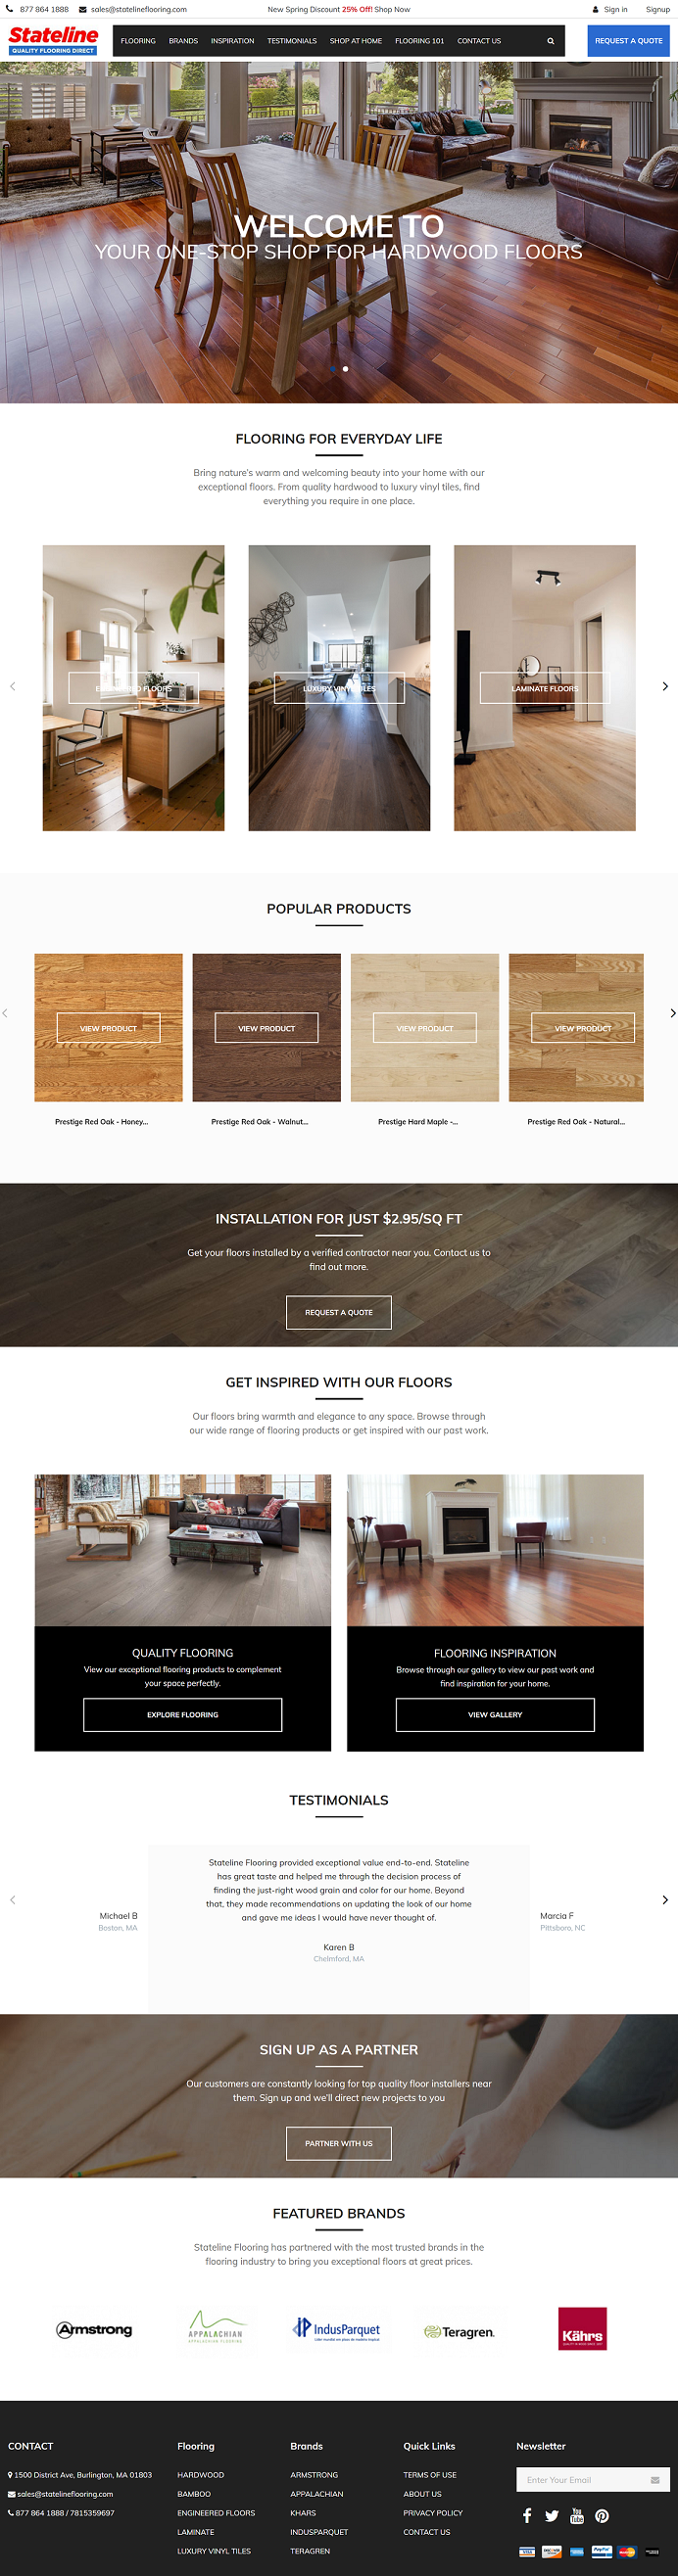 877 864 1888 sales@statelineflooring.com New Spring Discount 25% Off! Shop Now Sign in Signup
Stateline
QUALITY FLOORING DIRECT
FLOORING BRANDS INSPIRATION TESTIMONIALS SHOP AT HOME FLOORING 101 CONTACT US
REQUEST A QUOTE
WELCOME TO
YOUR ONE-STOP SHOP FOR HARDWOOD FLOORS
FLOORING FOR EVERYDAY LIFE
Bring nature's warm and welcoming beauty into your home with our
exceptional floors. From quality hardwood to luxury vinyl tiles, find
everything you require in one place.
FLOORS LUXURY VINYL TILES LAMINATE FLOORS
POPULAR PRODUCTS
VIEW PRODUCT VIEW PRODUCT VIEW PRODUCT VIEW PRODUCT
Prestige Red Oak - Honey... Prestige Red Oak - Walnut... Prestige Hard Maple -... Prestige Red Oak - Natural...
INSTALLATION FOR JUST $2.95/SQ FT
Get your floors installed by a verified contractor near you. Contact us to
find out more.
REQUEST A QUOTE
GET INSPIRED WITH OUR FLOORS
Our floors bring warmth and elegance to any space. Browse through
our wide range of flooring products or get inspired with our past work.
QUALITY FLOORING
View our exceptional flooring products to complement
your space perfectly.
EXPLORE FLOORING
FLOORING INSPIRATION
Browse through our gallery to view our past work and
find inspiration for your home.
VIEW GALLERY
TESTIMONIALS
Michael B
Boston, MA
Stateline Flooring provided exceptional value end-to-end. Stateline
has great taste and helped me through the decision process of
finding the just-right wood grain and color for our home. Beyond
that, they made recommendations on updating the look of our home
and gave me ideas I would have never thought of.
Karen B
Chelmford, MA
Marcia F
Pittsboro, NC
SIGN UP AS A PARTNER
Our customers are constantly looking for top quality floor installers near
them. Sign up and we'll direct new projects to you
PARTNER WITH US
FEATURED BRANDS
Stateline Flooring has partnered with the most trusted brands in the
flooring industry to bring you exceptional floors at great prices.
Armstrong
APPALACHIAN
APPALACHIAN FLOORING
IndusParquet
Teragren.
Kährs
CONTACT
1500 District Ave, Burlington, MA 01803
sales@statelineflooring.com
877 864 1888 / 7815359697
Flooring
HARDWOOD
BAMBOO
ENGINEERED FLOORS
LAMINATE
LUXURY VINYL TILES
Brands
ARMSTRONG
APPALACHIAN
KHARS
INDUSPARQUET
TERAGREN
Quick Links
TERMS OF USE
ABOUT US
PRIVACY POLICY
CONTACT US
Newsletter
Enter Your Email
You
Tube
VISA PayPal